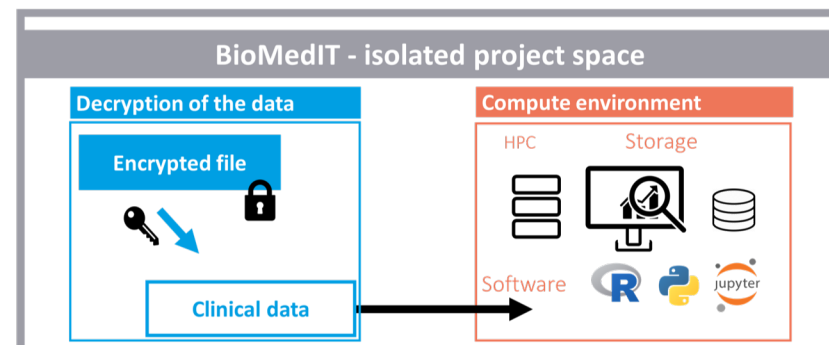 BioMedIT - isolated project space
Decryption of the data
Encrypted file
Clinical data
Compute environment
HPC
Storage
Software
R
jupyter